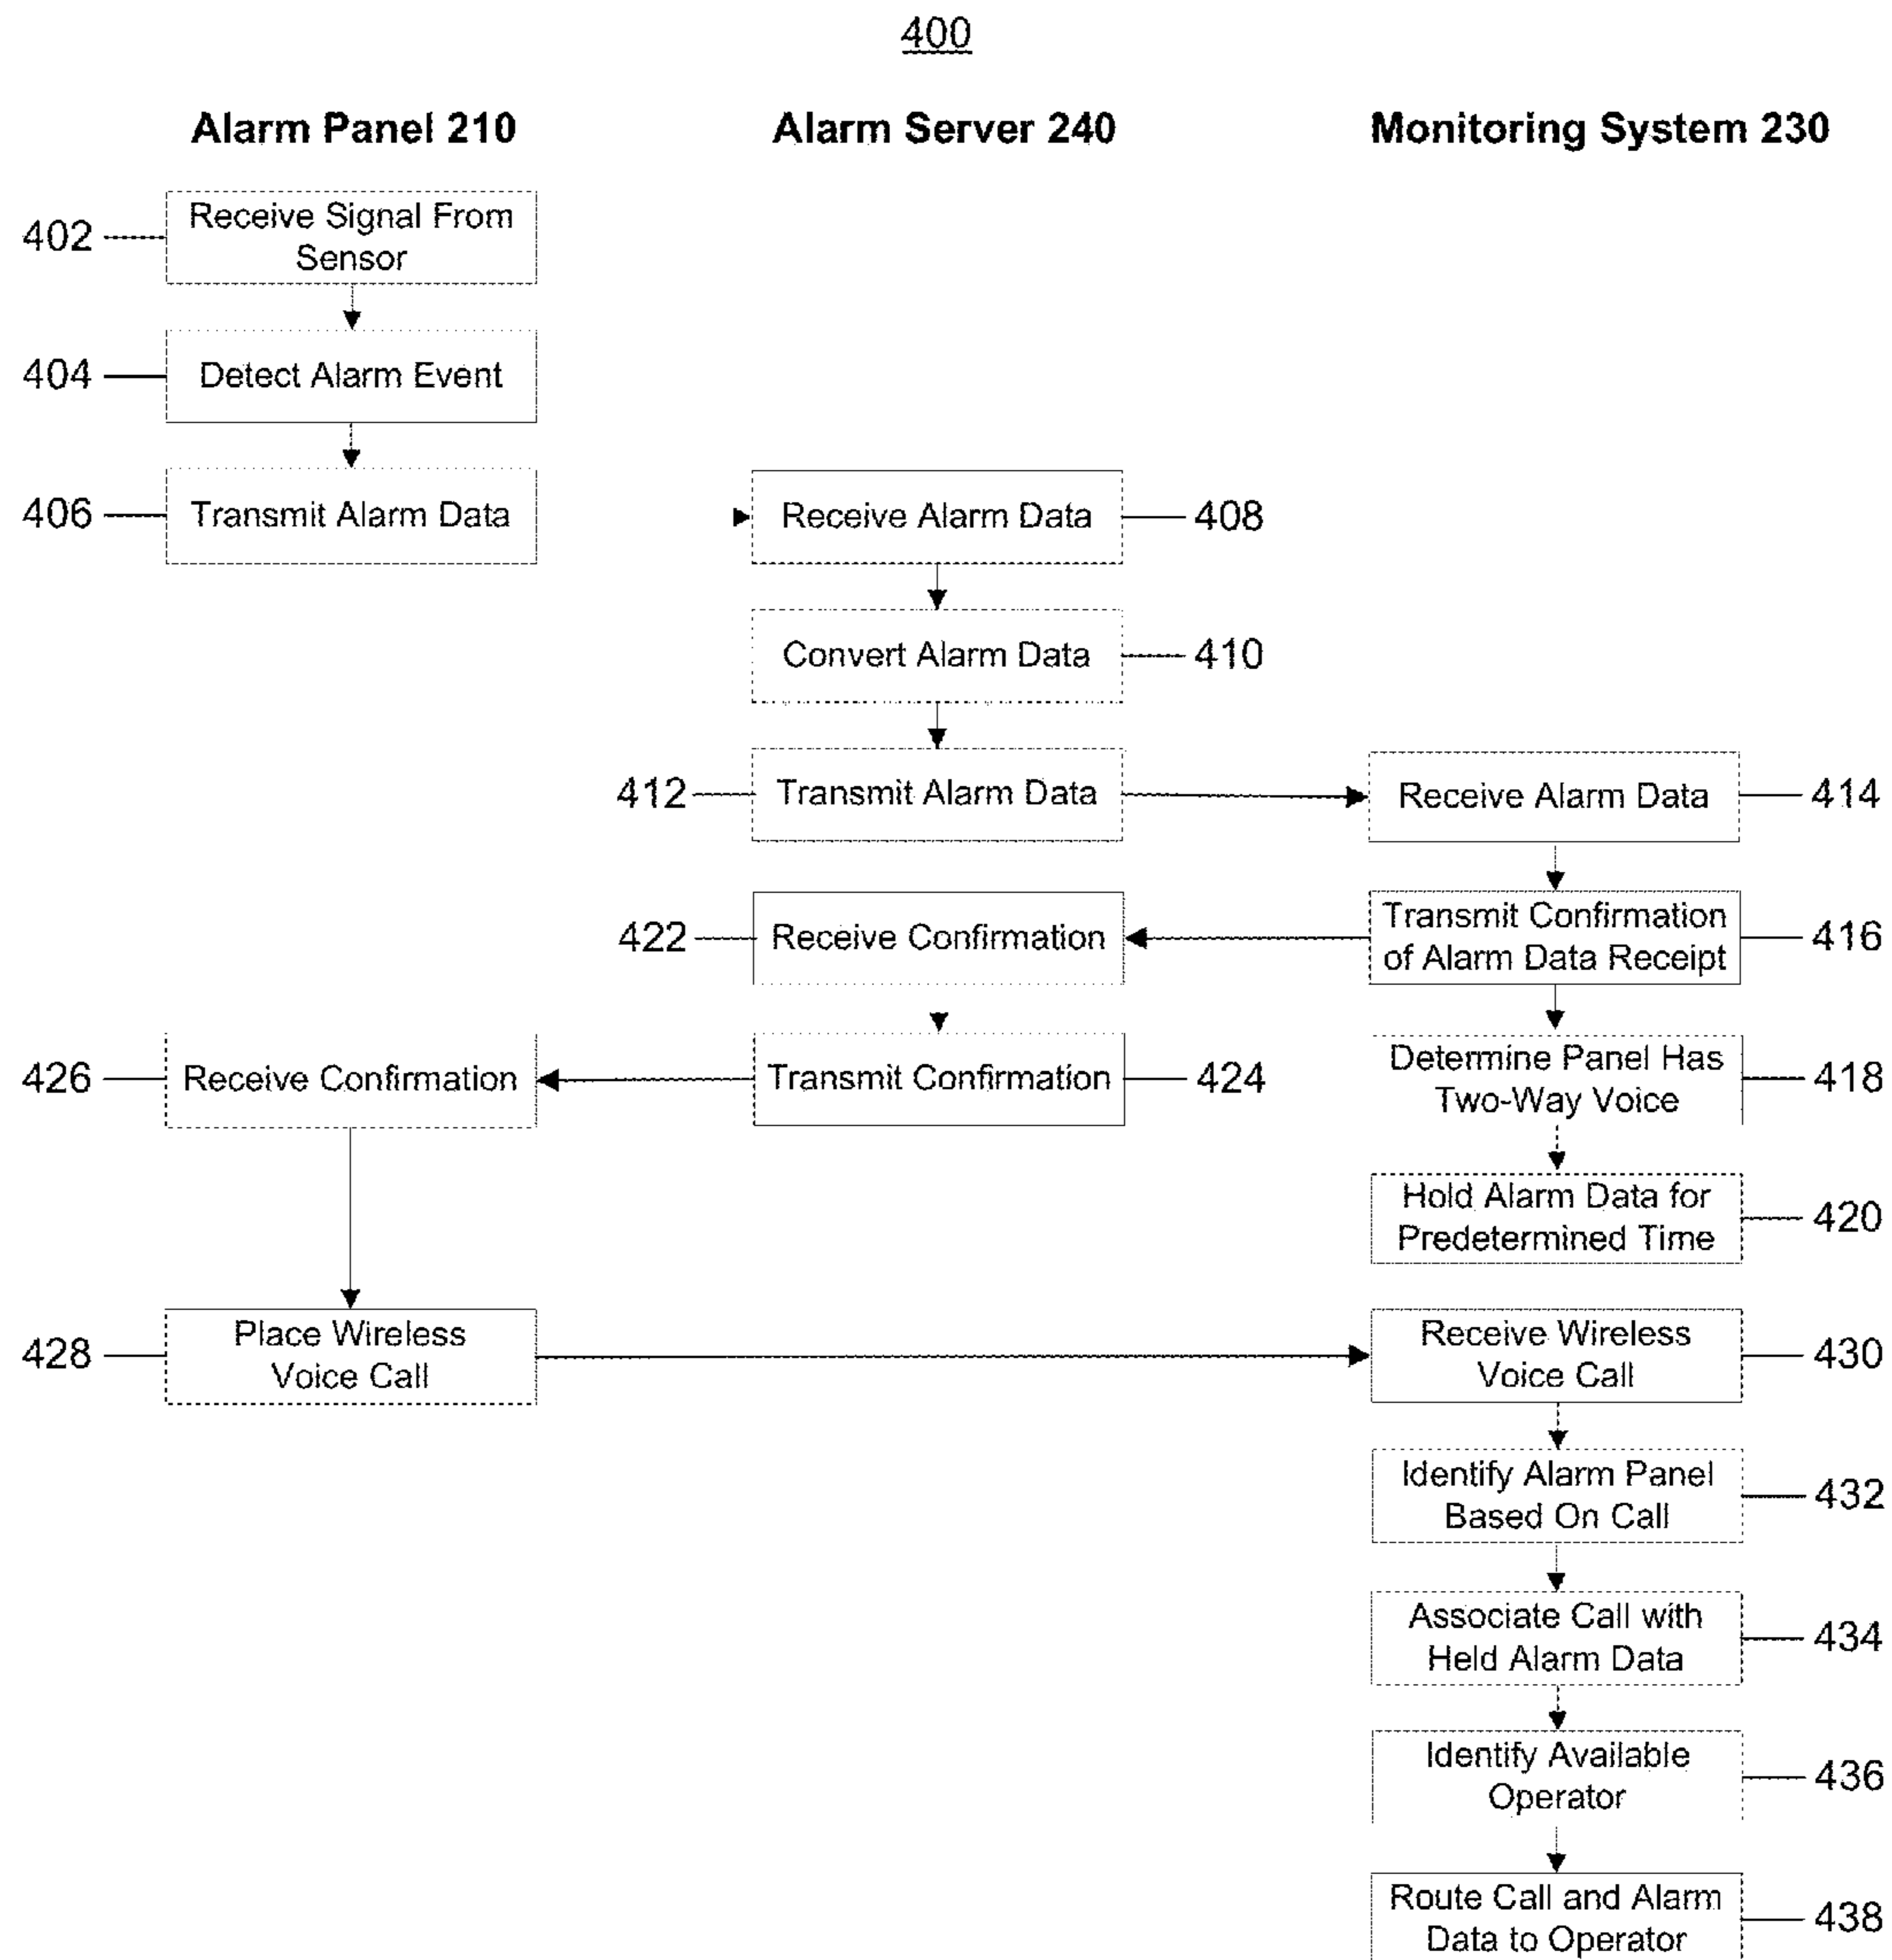 400
Alarm Panel 210
Alarm Server 240
Monitoring System 230
402
Receive Signal From
Sensor
404
Detect Alarm Event
406
Transmit Alarm Data
Receive Alarm Data
408
Convert Alarm Data
410
412
Transmit Alarm Data
Receive Alarm Data
414
422
Receive Confirmation
Transmit Confirmation
of Alarm Data Receipt
416
426
Receive Confirmation
Transmit Confirmation
424
Determine Panel Has
Two-Way Voice
418
Hold Alarm Data for
Predetermined Time
420
428
Place Wireless
Voice Call
Receive Wireless
Voice Call
430
Identify Alarm Panel
Based On Call
432
Associate Call with
Held Alarm Data
434
Identify Available
Operator
436
Route Call and Alarm
Data to Operator
438